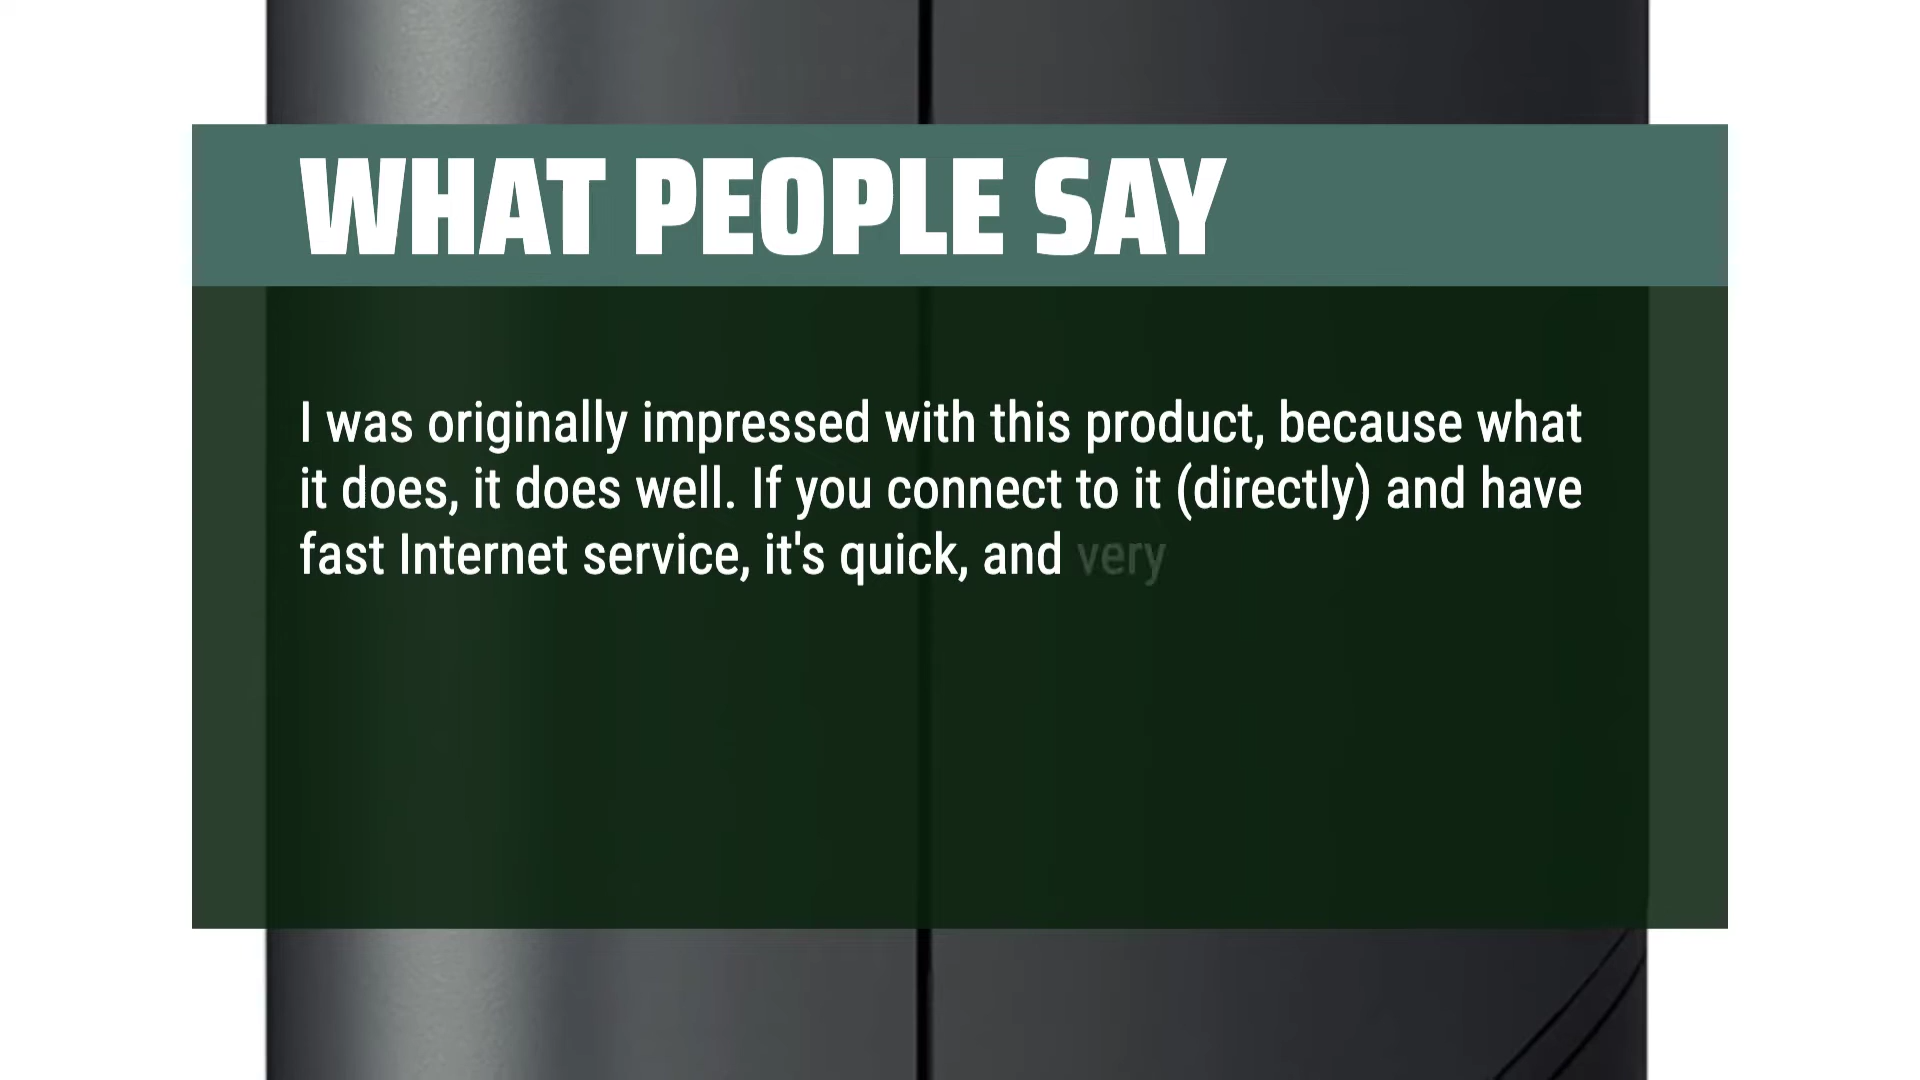 WHAT PEOPLE SAY
I was originally impressed with this product, because what
it does, it does well. If you connect to it (directly) and have
fast Internet service, it's quick, and very